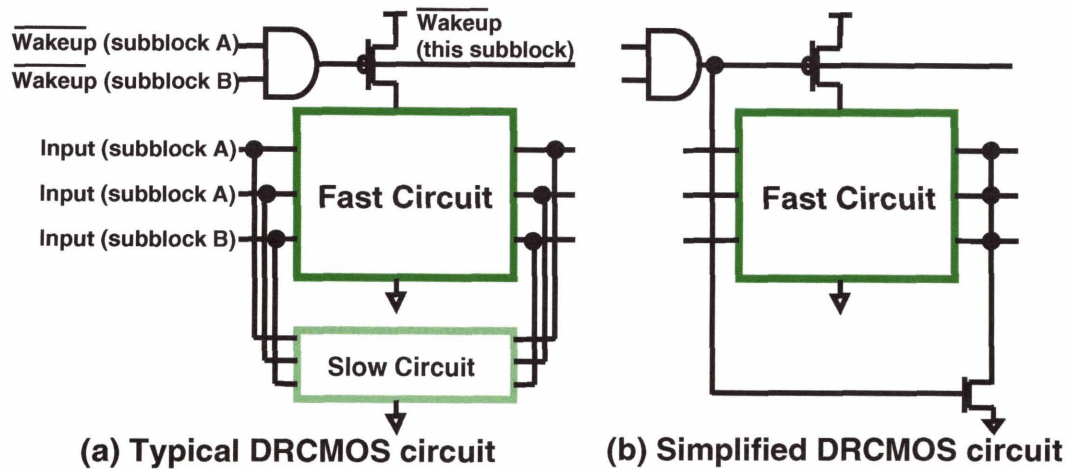 Wakeup (subblock A)
Wakeup (subblock B)
Wakeup
(this subblock)
Input (subblock A)
Input (subblock A)
Input (subblock B)
Fast Circuit
Slow Circuit
(a) Typical DRCMOS circuit
Fast Circuit
(b) Simplified DRCMOS circuit